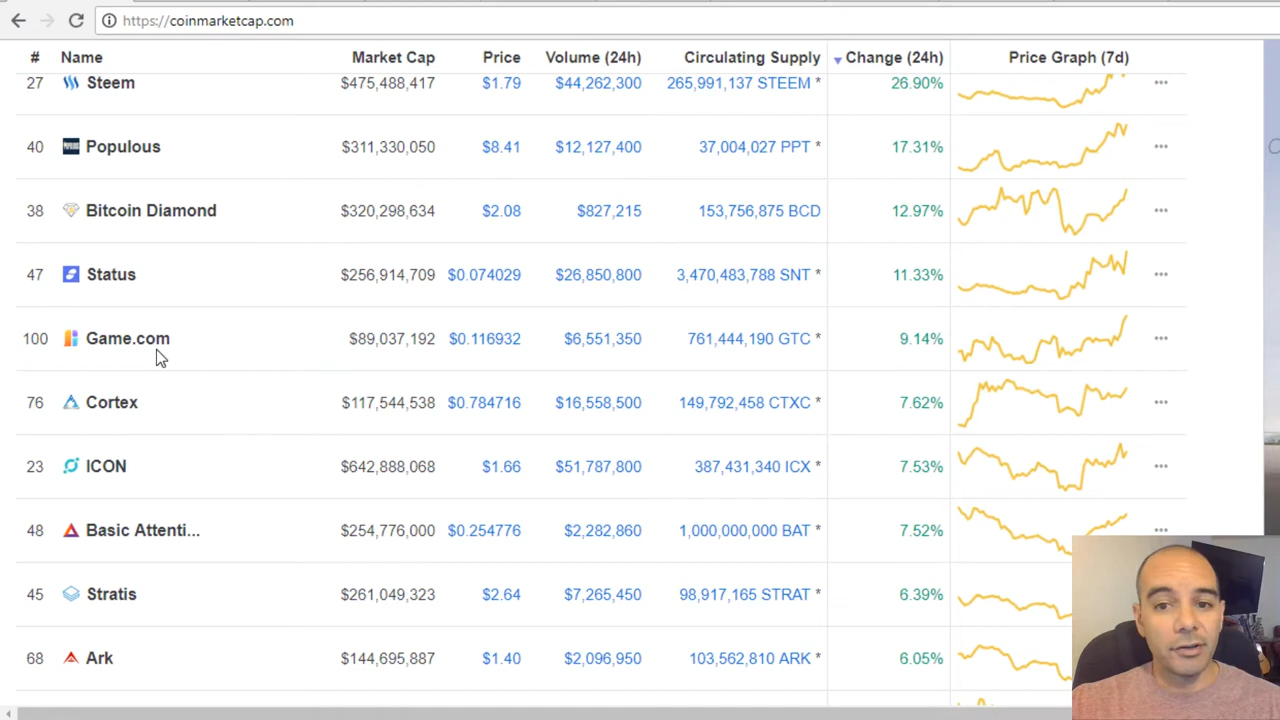 https://coinmarketcap.com
# Name Market Cap Price Volume (24h) Circulating Supply Change (24h) Price Graph (7d)
27 Steem $475,488,417 $1.79 $44,262,300 265,991,137 STEEM * 26.90%
40 Populous $311,330,050 $8.41 $12,127,400 37,004,027 PPT * 17.31%
38 Bitcoin Diamond $320,298,634 $2.08 $827,215 153,756,875 BCD 12.97%
47 Status $256,914,709 $0.074029 $26,850,800 3,470,483,788 SNT * 11.33%
100 Game.com $89,037,192 $0.116932 $6,551,350 761,444,190 GTC * 9.14%
76 Cortex $117,544,538 $0.784716 $16,558,500 149,792,458 CTXC * 7.62%
23 ICON $642,888,068 $1.66 $51,787,800 387,431,340 ICX * 7.53%
48 Basic Attenti... $254,776,000 $0.254776 $2,282,860 1,000,000,000 BAT * 7.52%
45 Stratis $261,049,323 $2.64 $7,265,450 98,917,165 STRAT * 6.39%
68 Ark $144,695,887 $1.40 $2,096,950 103,562,810 ARK * 6.05%